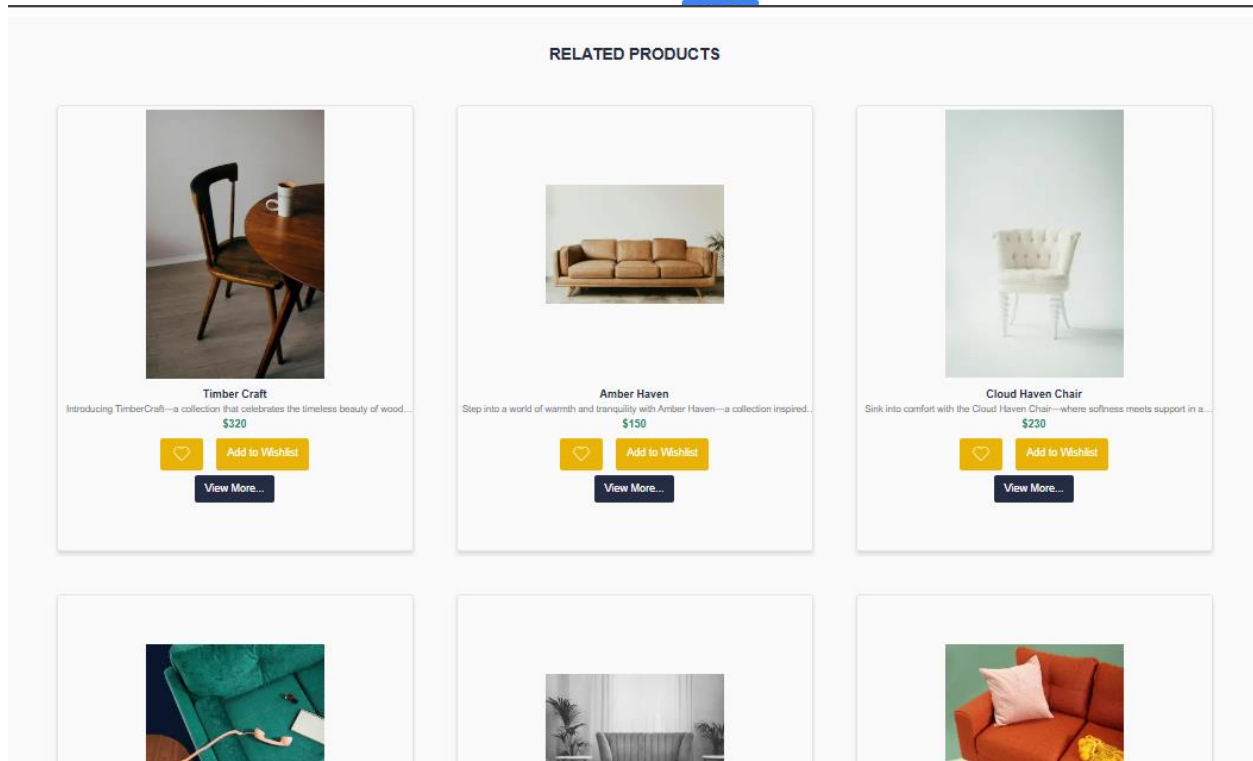 RELATED PRODUCTS
Timber Craft
Introducing TimberCraft—a collection that celebrates the timeless beauty of wood...
$320
Add to Wishlist
View More...
Amber Haven
Step into a world of warmth and tranquility with Amber Haven—a collection inspired...
$150
Add to Wishlist
View More...
Cloud Haven Chair
Sink into comfort with the Cloud Haven Chair—where softness meets support in a...
$230
Add to Wishlist
View More...